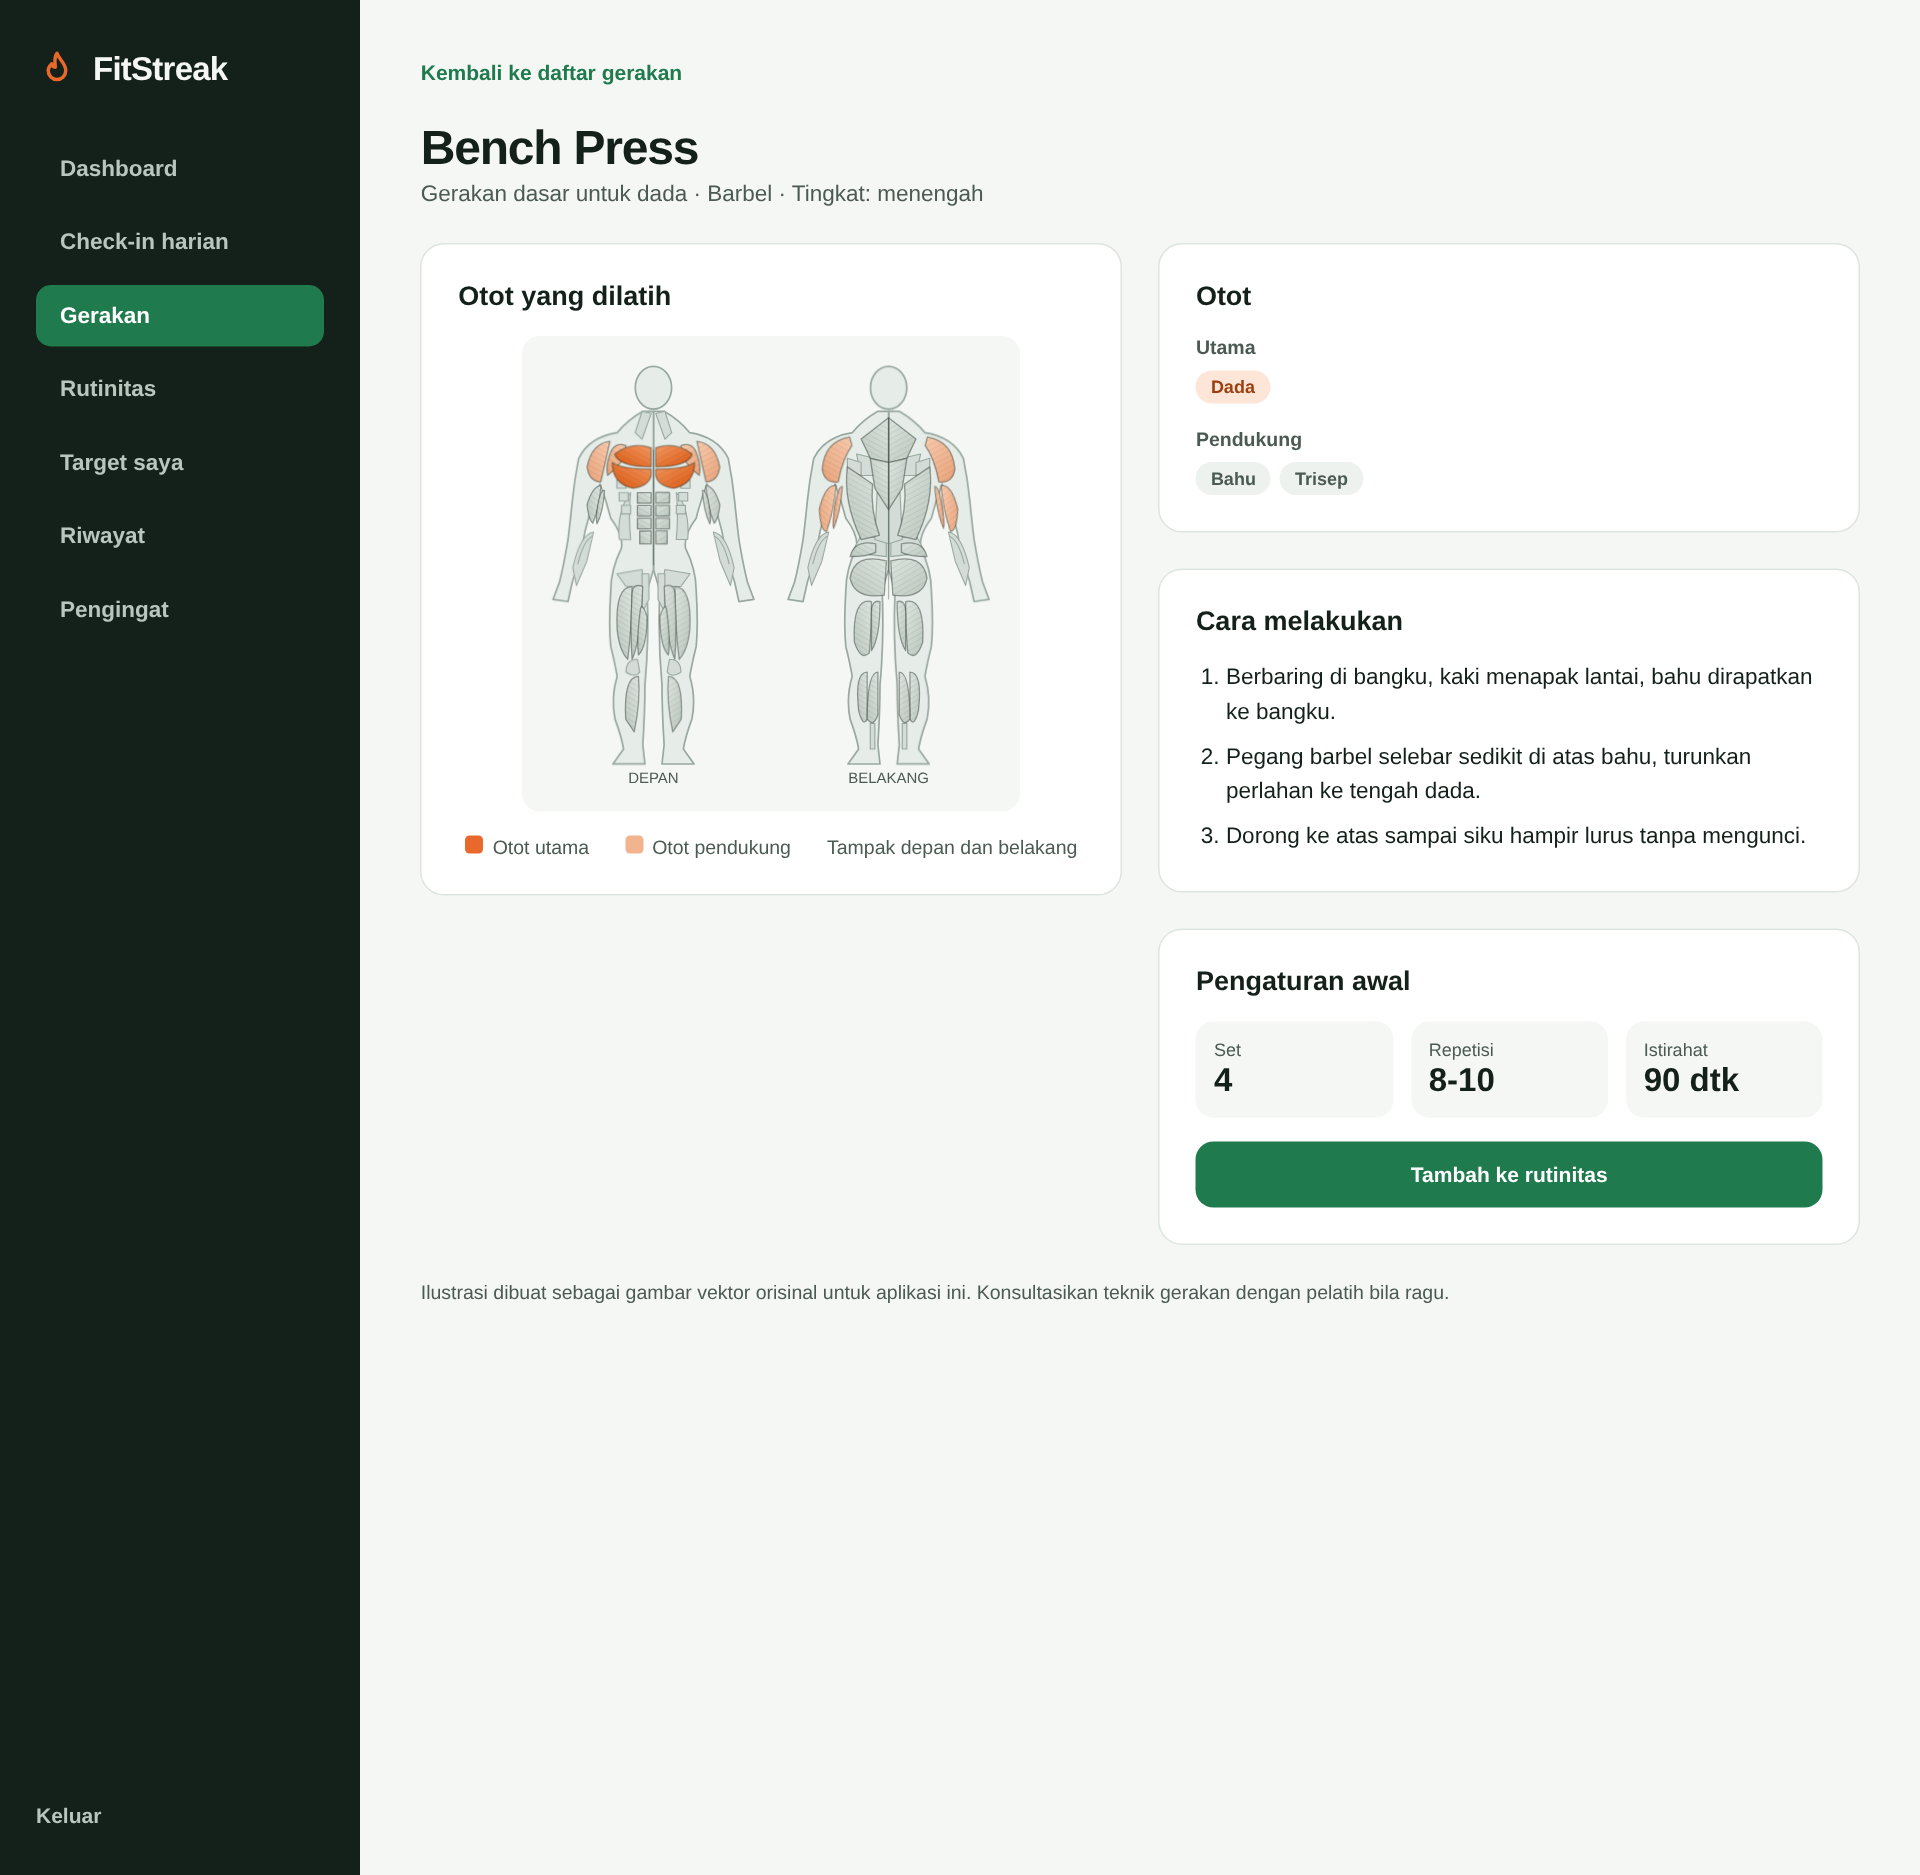 FitStreak
Dashboard
Check-in harian
Gerakan
Rutinitas
Target saya
Riwayat
Pengingat
Keluar
Kembali ke daftar gerakan
Bench Press
Gerakan dasar untuk dada · Barbel · Tingkat: menengah
Otot yang dilatih
DEPAN
BELAKANG
Otot utama
Otot pendukung
Tampak depan dan belakang
Otot
Utama
Dada
Pendukung
Bahu
Trisep
Cara melakukan
1. Berbaring di bangku, kaki menapak lantai, bahu dirapatkan
ke bangku.
2. Pegang barbel selebar sedikit di atas bahu, turunkan
perlahan ke tengah dada.
3. Dorong ke atas sampai siku hampir lurus tanpa mengunci.
Pengaturan awal
Set
4
Repetisi
8-10
Istirahat
90 dtk
Tambah ke rutinitas
Ilustrasi dibuat sebagai gambar vektor orisinal untuk aplikasi ini. Konsultasikan teknik gerakan dengan pelatih bila ragu.